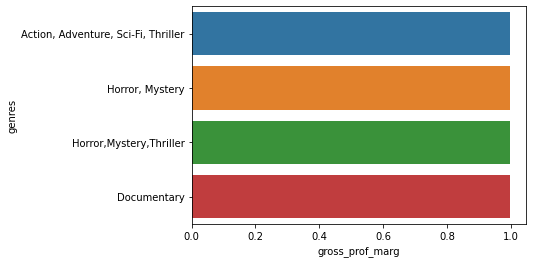 Action, Adventure, Sci-Fi, Thriller
Horror, Mystery
Horror,Mystery,Thriller
Documentary
genres
0.0 0.2 0.4 0.6 0.8 1.0
gross_prof_marg